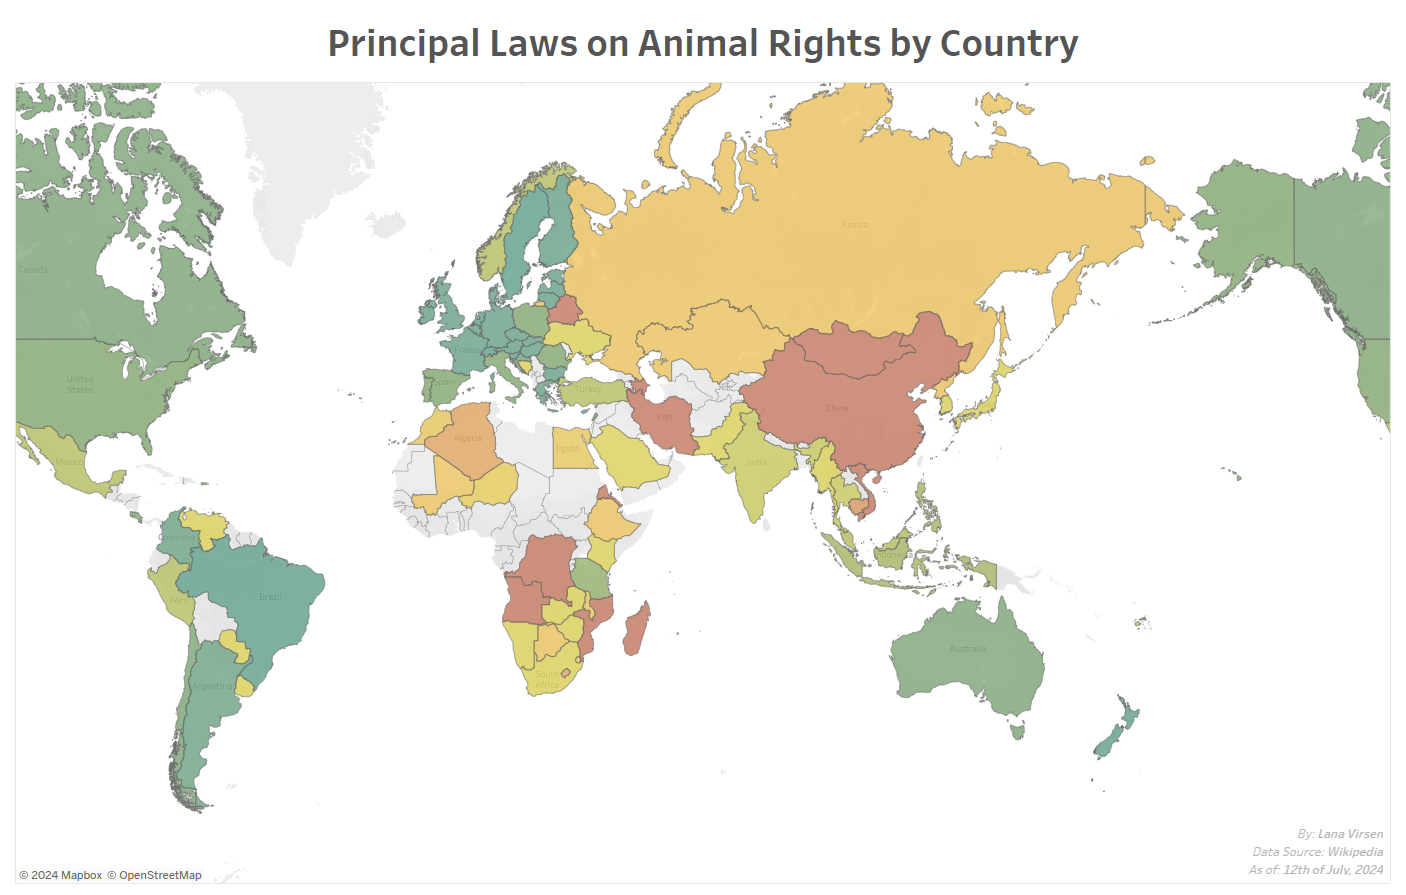 Principal Laws on Animal Rights by Country
Russia
Canada
France
United
States
Spain
Turkey
Iran
China
Algeria
Egypt
Mexico
India
Colombia
Indonesia
Brazil
Peru
Australia
South
Africa
Argentina
By: Lana Virsen
Data Source: Wikipedia
As of: 12th of July, 2024
© 2024 Mapbox © OpenStreetMap